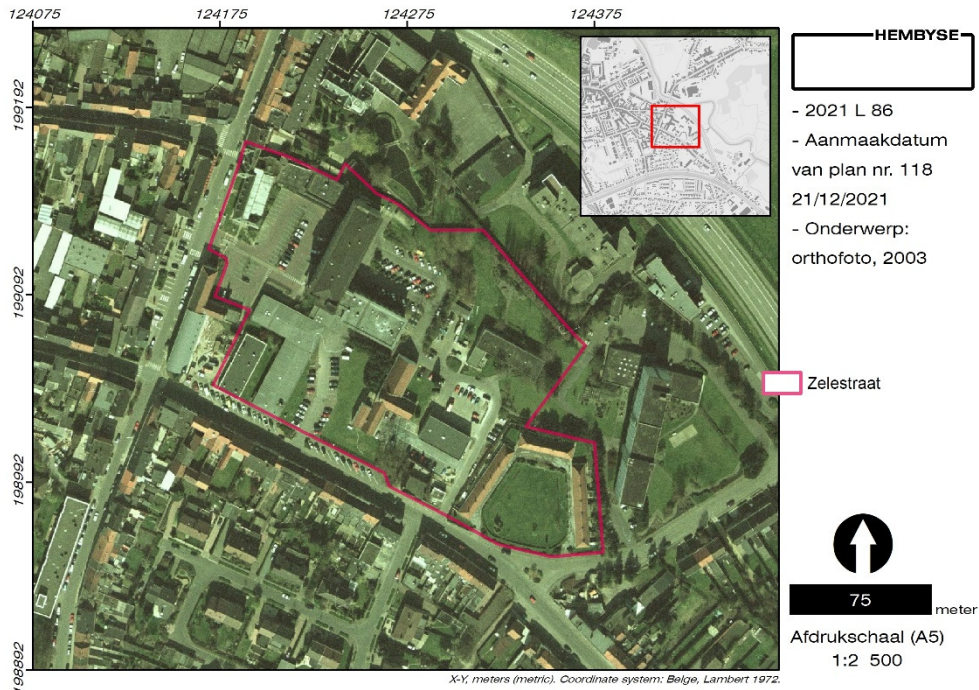 124075
124175
124275
124375
199192
199092
198992
198892
HEMBYSE
- 2021 L 86
- Aanmaakdatum
van plan nr. 118
21/12/2021
- Onderwerp:
orthofoto, 2003
Zelestraat
75
meter
Afdrukschaal (A5)
1:2 500
X-Y, meters (metric). Coordinate system: Belge, Lambert 1972.